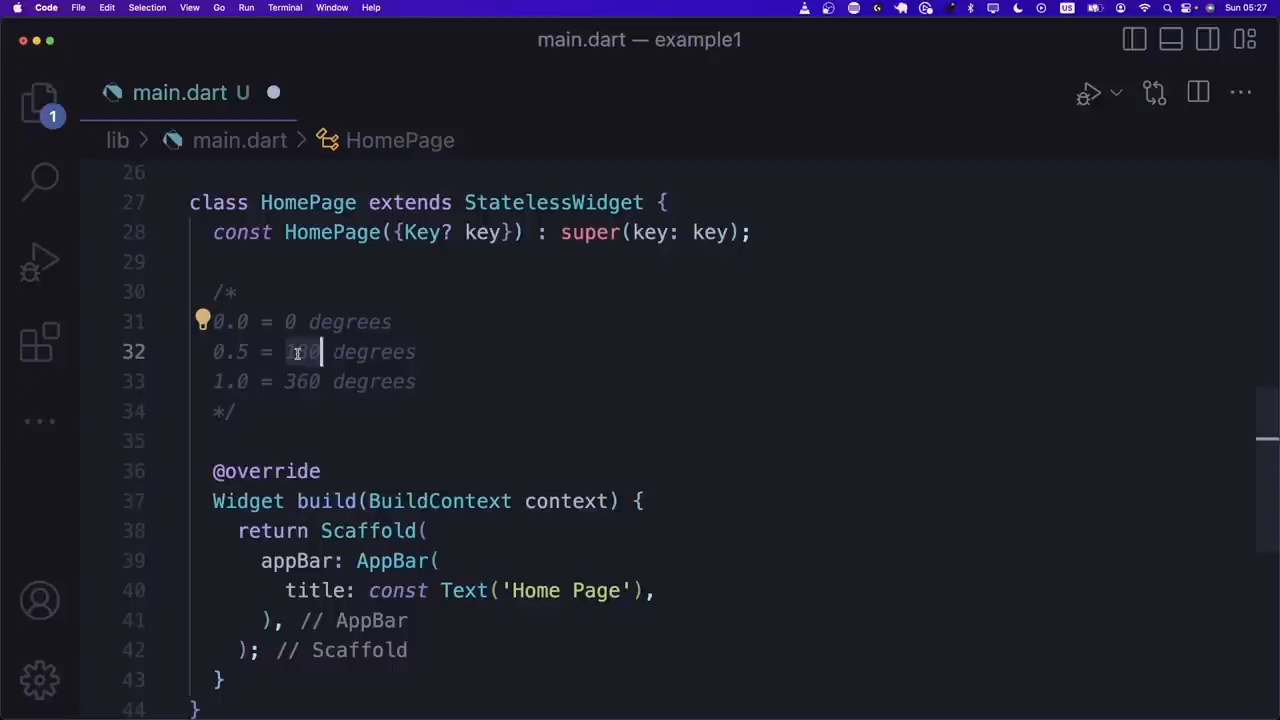 Code File Edit Selection View Go Run Terminal Window Help
US
Sun 05:27
main.dart — example1
main.dart U
1
lib > main.dart > HomePage
26
27 class HomePage extends StatelessWidget {
28 const HomePage({Key? key}) : super(key: key);
29
30 /*
31 0.0 = 0 degrees
32 0.5 = 180 degrees
33 1.0 = 360 degrees
34 */
35
36 @override
37 Widget build(BuildContext context) {
38 return Scaffold(
39 appBar: AppBar(
40 title: const Text('Home Page'),
41 ), // AppBar
42 ); // Scaffold
43 }
44 }